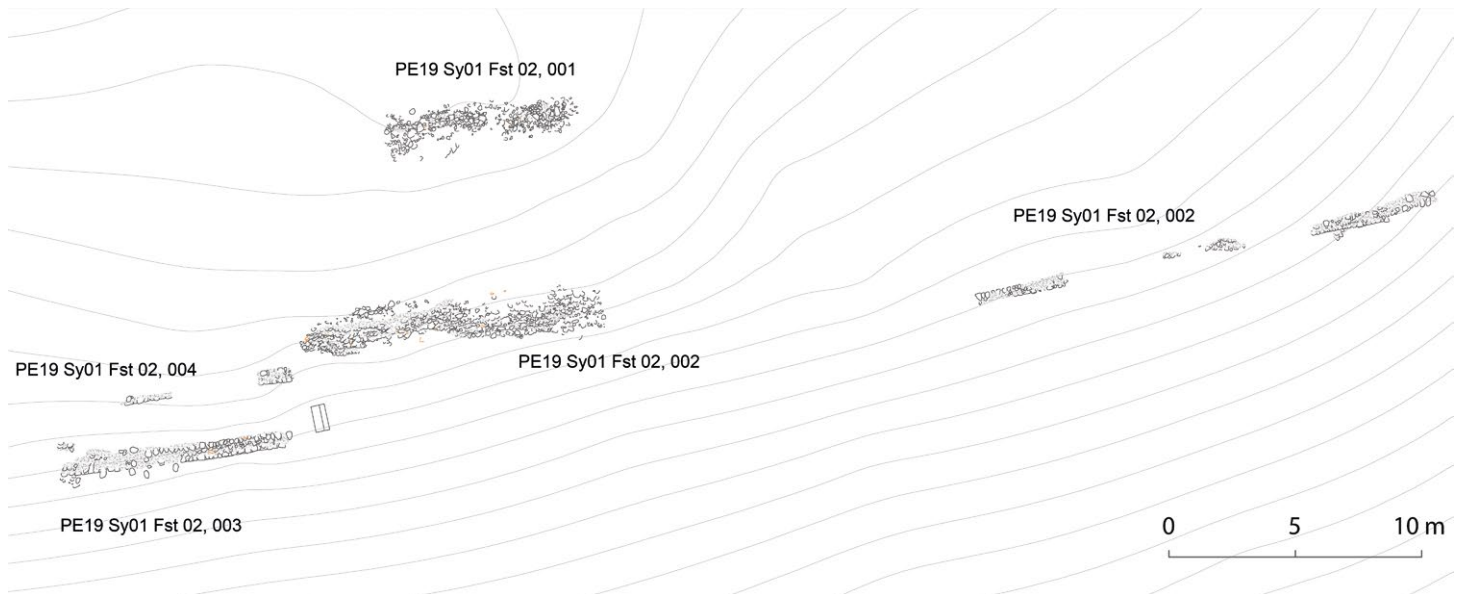 PE19 Sy01 Fst 02, 001
PE19 Sy01 Fst 02, 002
PE19 Sy01 Fst 02, 002
PE19 Sy01 Fst 02, 004
PE19 Sy01 Fst 02, 003
0 5 10 m